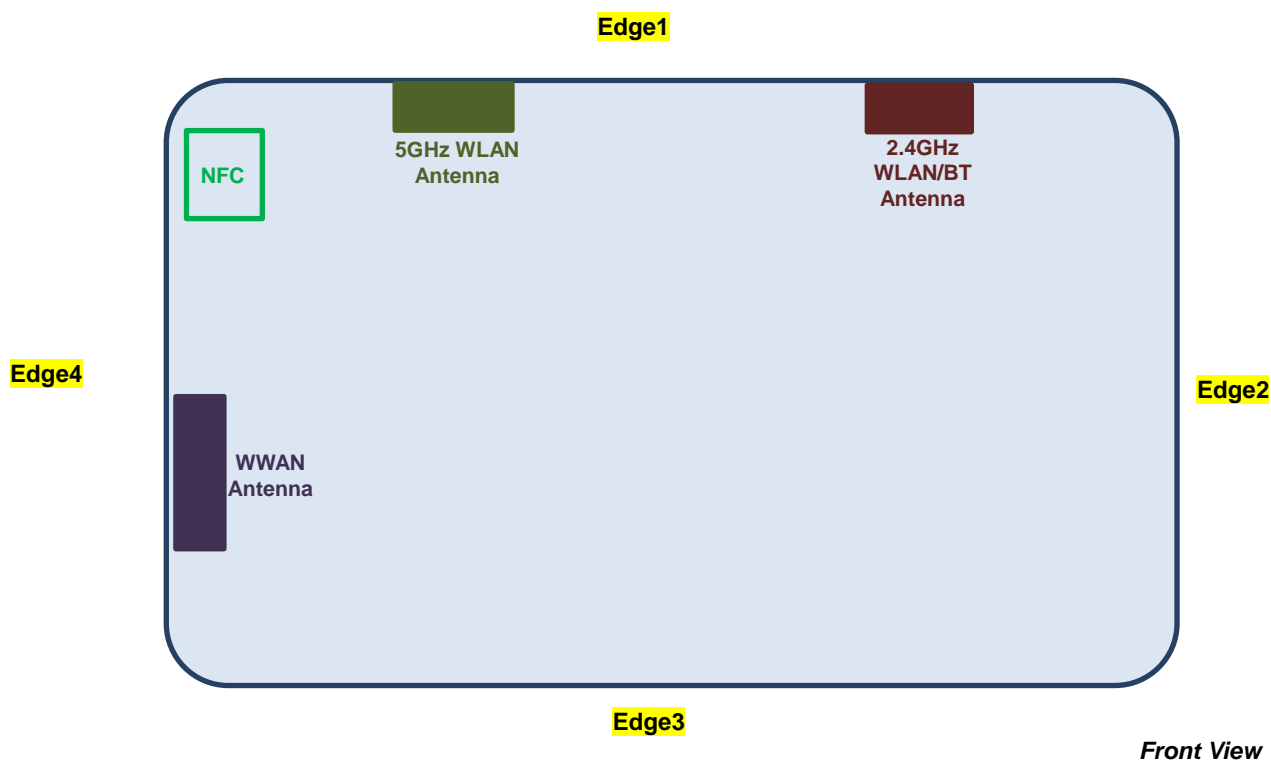 Edge1
5GHz WLAN
Antenna
2.4GHz
WLAN/BT
Antenna
NFC
Edge4
Edge2
WWAN
Antenna
Edge3
Front View